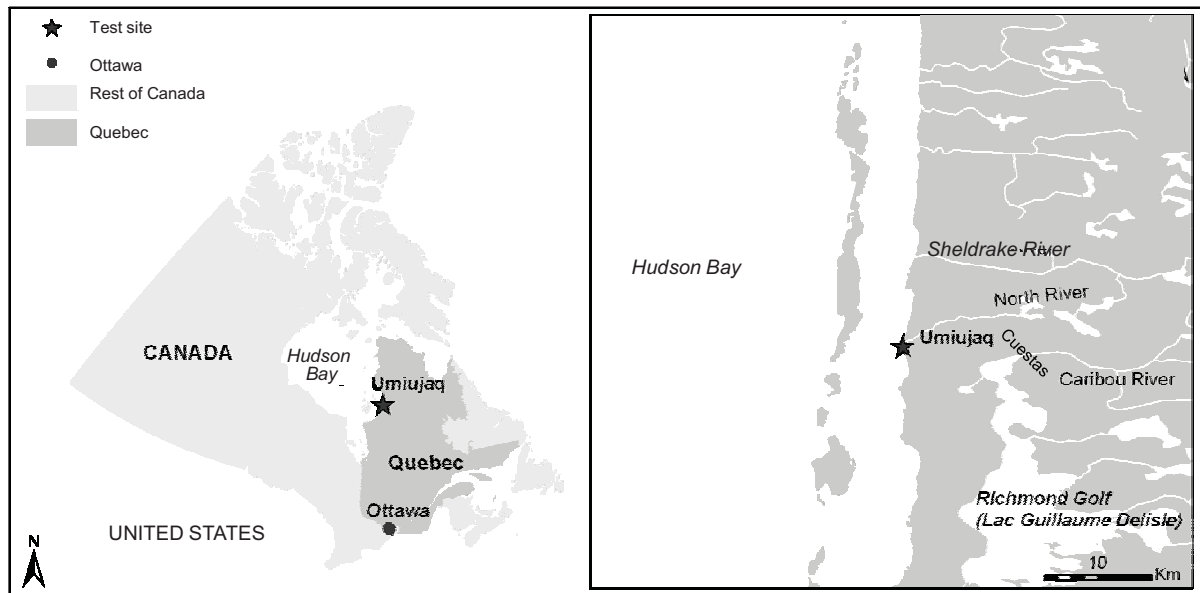 Test site
Ottawa
Rest of Canada
Quebec
CANADA
Hudson
Bay
Umiujaq
Quebec
Ottawa
UNITED STATES
N
Hudson Bay
Sheldrake River
North River
Umiujaq
Cuestas
Caribou River
Richmond Golf
(Lac Guillaume Delisle)
10
Km